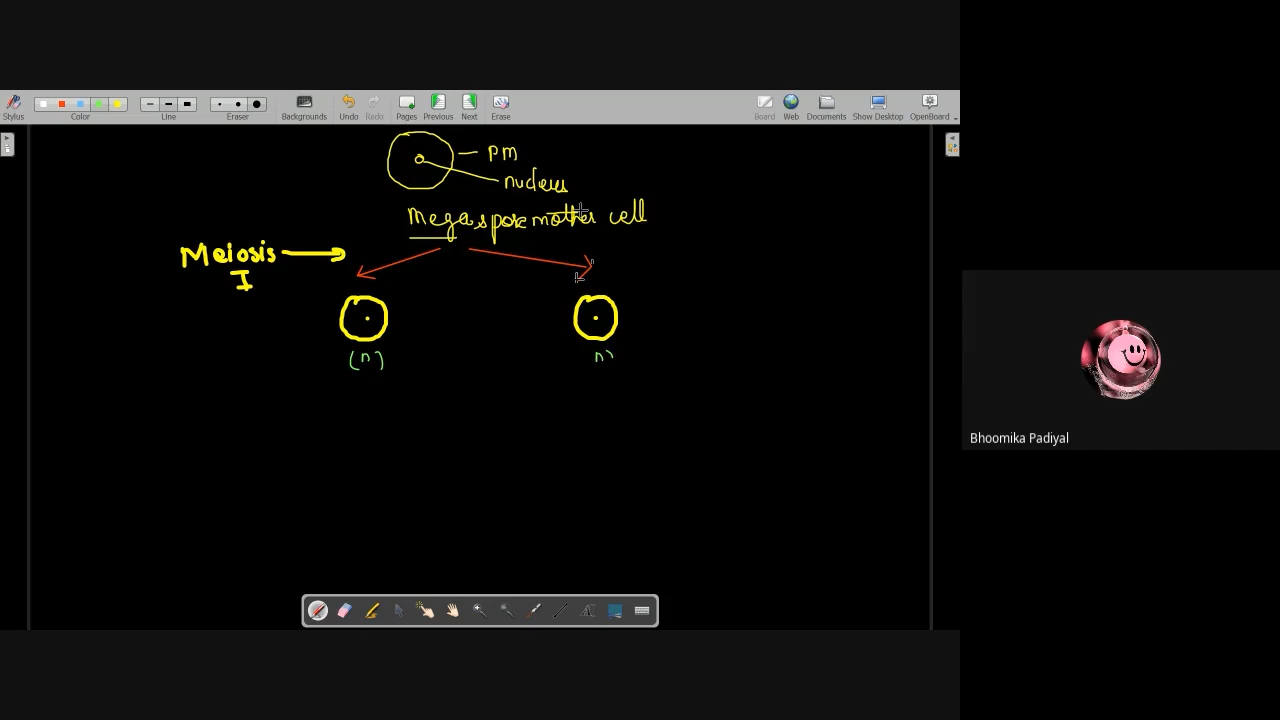 Stylus
Color
Line
Eraser
Backgrounds
Undo
Redo
Pages
Previous
Next
Erase
Board
Web
Documents
Show Desktop
OpenBoard
pm
nucleus
Megaspore mother cell
Meiosis
I
(n)
n)
Bhoomika Padiyal